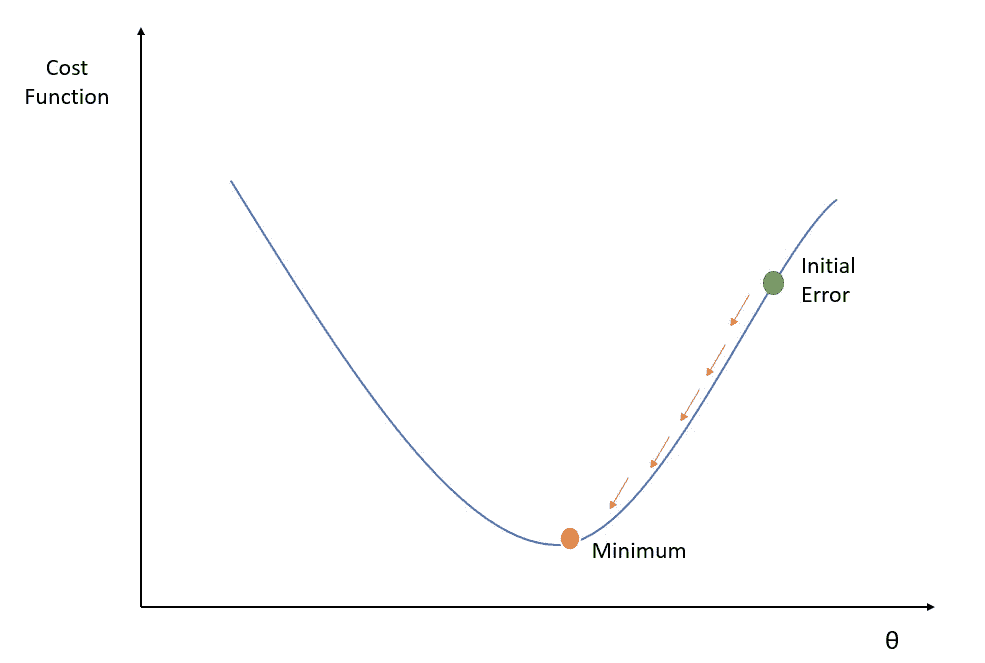 Cost
Function
Initial
Error
Minimum
θ